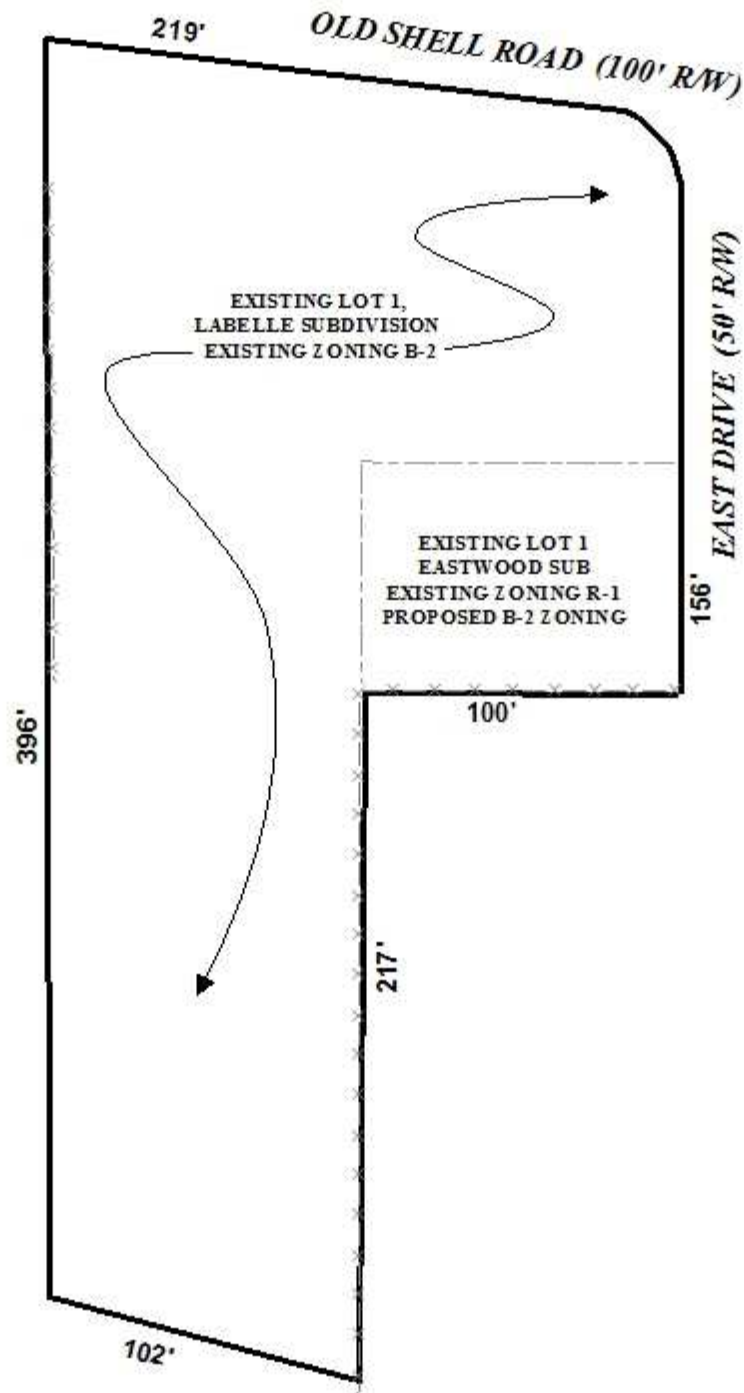 219'
OLD SHELL ROAD (100' R/W)
EXISTING LOT 1,
LABELLE SUBDIVISION
EXISTING ZONING B-2
EAST DRIVE (50' R/W)
EXISTING LOT 1
EASTWOOD SUB
EXISTING ZONING R-1
PROPOSED B-2 ZONING
156'
100'
396'
217'
102'